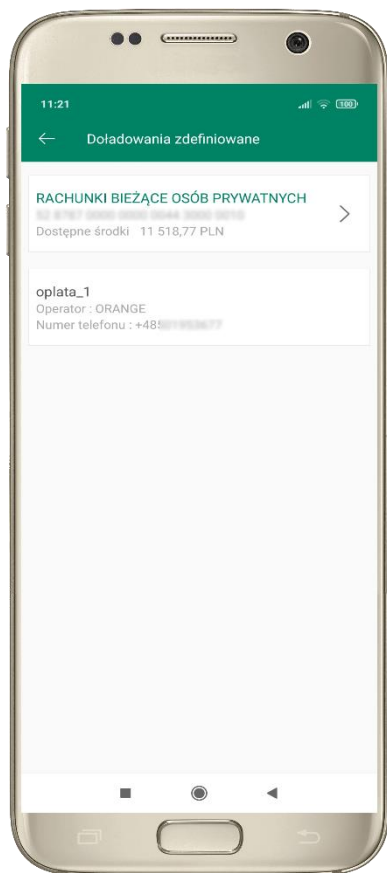 11:21
100
Doładowania zdefiniowane
RACHUNKI BIEŻĄCE OSÓB PRYWATNYCH
Dostępne środki 11 518,77 PLN
oplata_1
Operator : ORANGE
Numer telefonu : +48